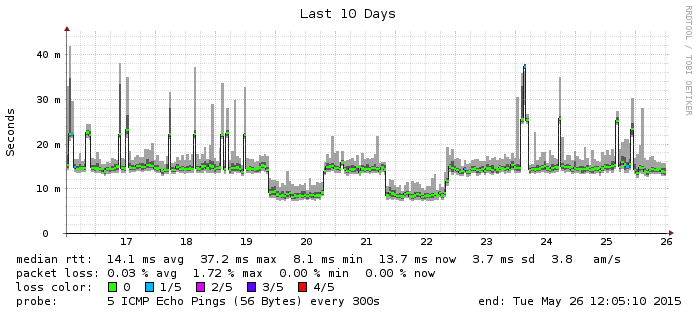 Last 10 Days
RRDTOOL / TOBI OETIKER
Seconds
40 m
30 m
20 m
10 m
0
17 18 19 20 21 22 23 24 25 26
median rtt: 14.1 ms avg 37.2 ms max 8.1 ms min 13.7 ms now 3.7 ms sd 3.8 am/s
packet loss: 0.03 % avg 1.72 % max 0.00 % min 0.00 % now
loss color: 0 1/5 2/5 3/5 4/5
probe: 5 ICMP Echo Pings (56 Bytes) every 300s end: Tue May 26 12:05:10 2015